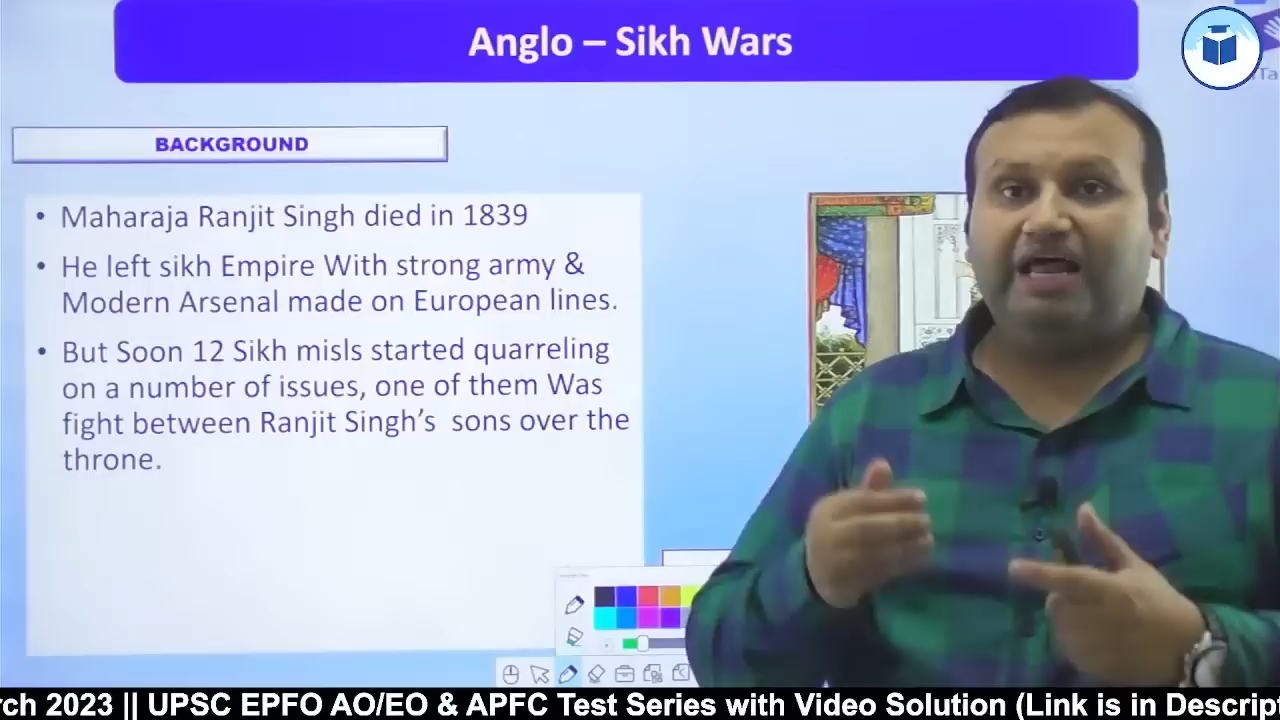 Anglo – Sikh Wars
BACKGROUND
• Maharaja Ranjit Singh died in 1839
• He left sikh Empire With strong army &
Modern Arsenal made on European lines.
• But Soon 12 Sikh misls started quarreling
on a number of issues, one of them Was
fight between Ranjit Singh’s sons over the
throne.
rch 2023 || UPSC EPFO AO/EO & APFC Test Series with Video Solution (Link is in Descrip